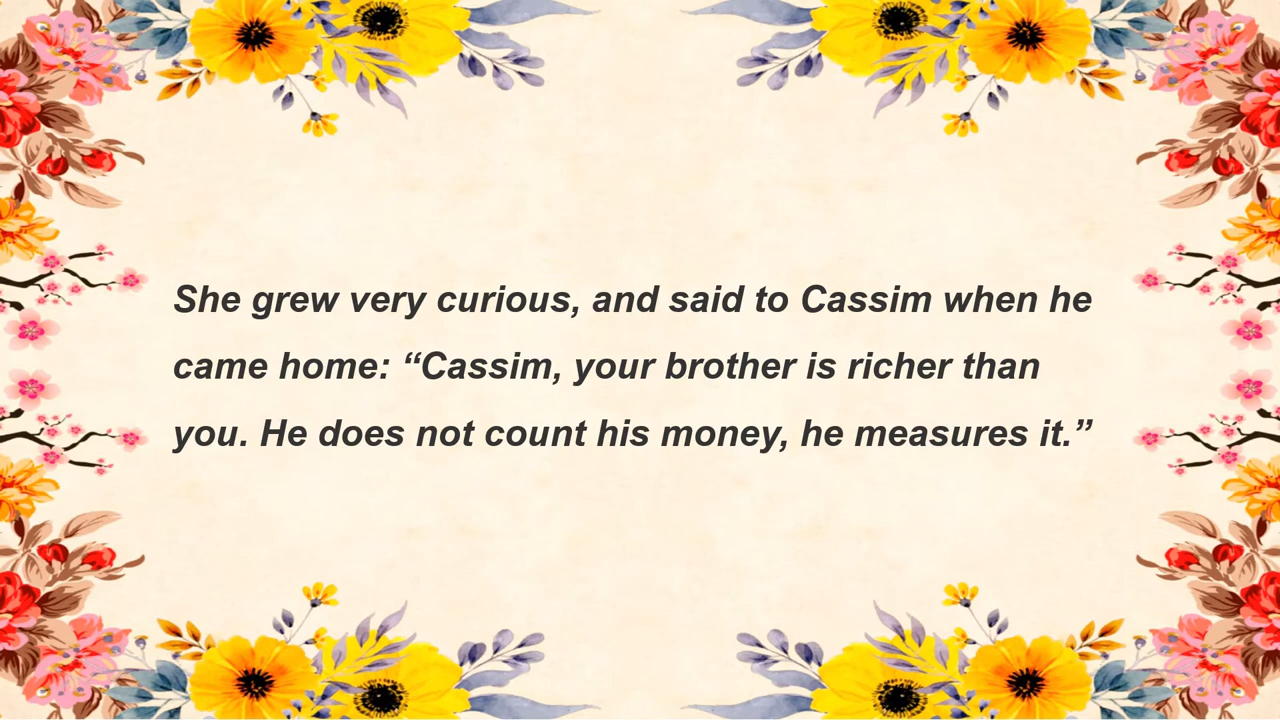 She grew very curious, and said to Cassim when he
came home: “Cassim, your brother is richer than
you. He does not count his money, he measures it.”